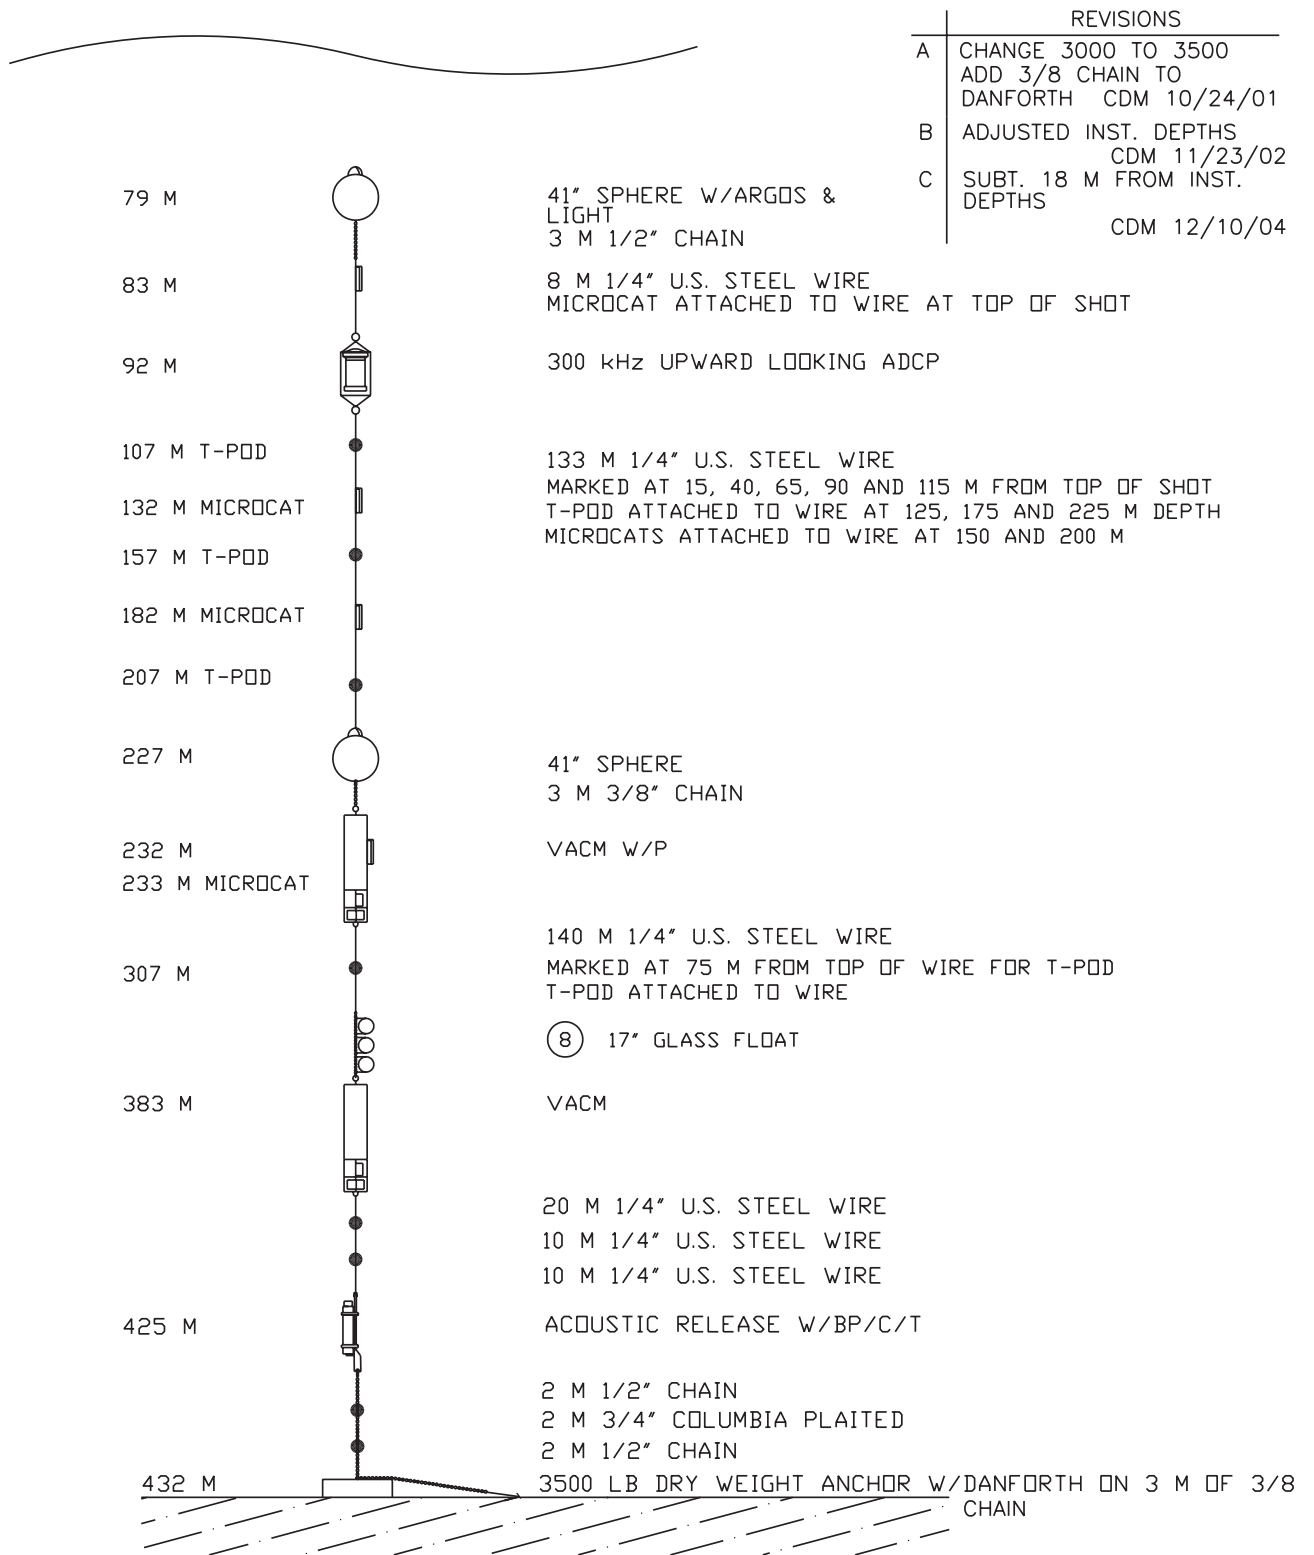 REVISIONS
A CHANGE 3000 TO 3500
ADD 3/8 CHAIN TO
DANFORTH CDM 10/24/01
B ADJUSTED INST. DEPTHS
CDM 11/23/02
C SUBT. 18 M FROM INST.
DEPTHS
CDM 12/10/04
79 M
41" SPHERE W/ARGOS &
LIGHT
3 M 1/2" CHAIN
83 M
8 M 1/4" U.S. STEEL WIRE
MICROCAT ATTACHED TO WIRE AT TOP OF SHOT
92 M
300 kHz UPWARD LOOKING ADCP
107 M T-POD
133 M 1/4" U.S. STEEL WIRE
MARKED AT 15, 40, 65, 90 AND 115 M FROM TOP OF SHOT
132 M MICROCAT
T-POD ATTACHED TO WIRE AT 125, 175 AND 225 M DEPTH
MICROCATS ATTACHED TO WIRE AT 150 AND 200 M
157 M T-POD
182 M MICROCAT
207 M T-POD
227 M
41" SPHERE
3 M 3/8" CHAIN
232 M
VACM W/P
233 M MICROCAT
140 M 1/4" U.S. STEEL WIRE
307 M
MARKED AT 75 M FROM TOP OF WIRE FOR T-POD
T-POD ATTACHED TO WIRE
8 17" GLASS FLOAT
383 M
VACM
20 M 1/4" U.S. STEEL WIRE
10 M 1/4" U.S. STEEL WIRE
10 M 1/4" U.S. STEEL WIRE
425 M
ACOUSTIC RELEASE W/BP/C/T
2 M 1/2" CHAIN
2 M 3/4" COLUMBIA PLAITED
2 M 1/2" CHAIN
432 M
3500 LB DRY WEIGHT ANCHOR W/DANFORTH ON 3 M OF 3/8
CHAIN